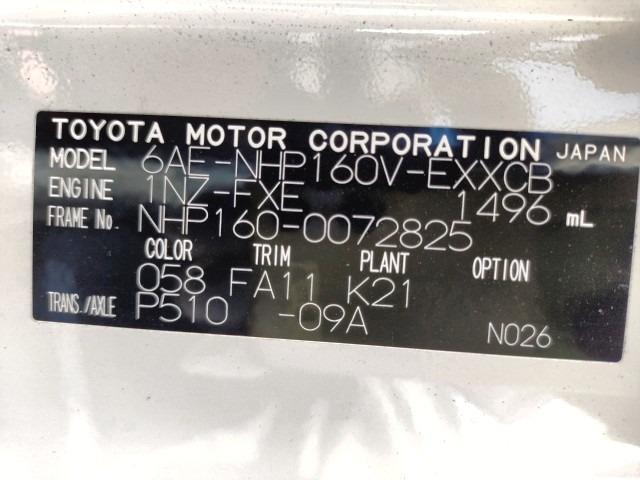 TOYOTA MOTOR CORPORATION JAPAN
MODEL 6AE-NHP160V-EXXCB
ENGINE 1NZ-FXE 1496 mL
FRAME No. NHP160-0072825
COLOR TRIM PLANT OPTION
058 FA11 K21
TRANS./AXLE P510 -09A
N026